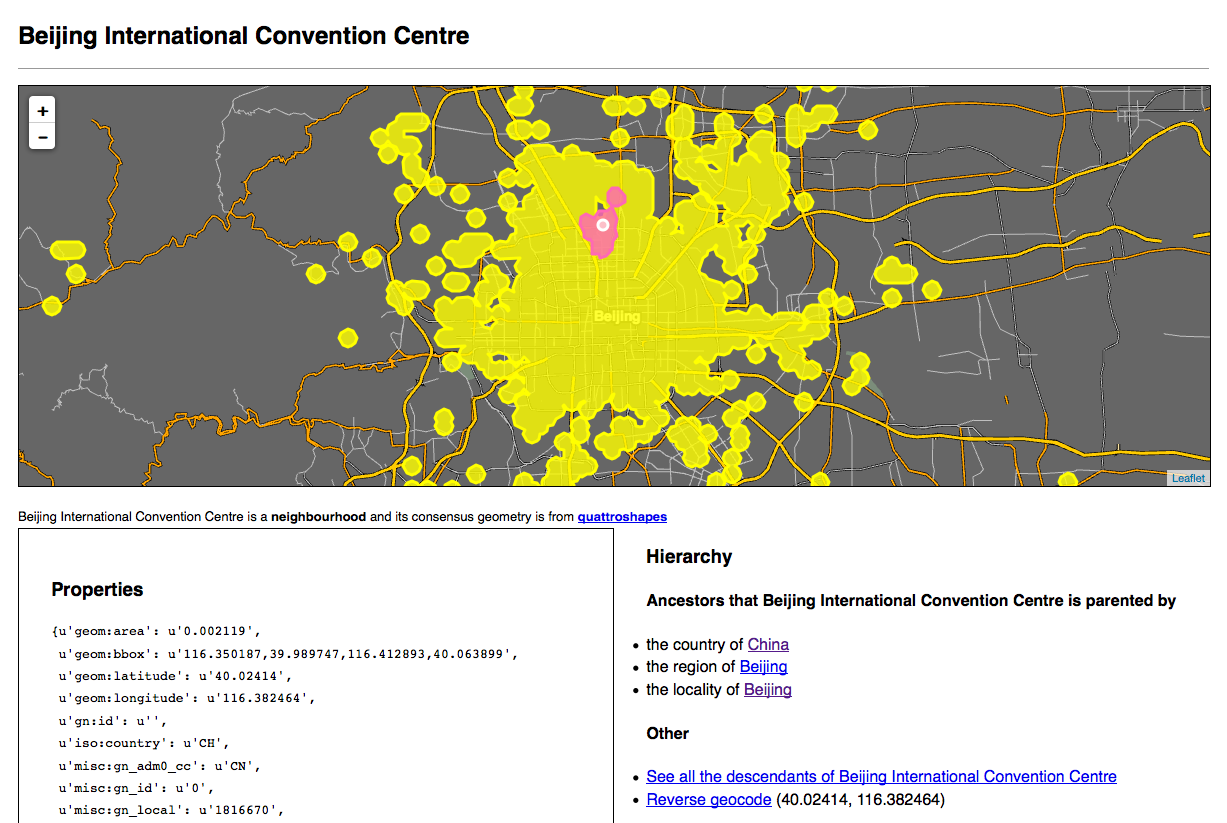 Beijing International Convention Centre
+
-
Beijing
Leaflet
Beijing International Convention Centre is a neighbourhood and its consensus geometry is from quattroshapes
Properties
{u'geom:area': u'0.002119',
u'geom:bbox': u'116.350187,39.989747,116.412893,40.063899',
u'geom:latitude': u'40.02414',
u'geom:longitude': u'116.382464',
u'gn:id': u'',
u'iso:country': u'CH',
u'misc:gn_adm0_cc': u'CN',
u'misc:gn_id': u'0',
u'misc:gn_local': u'1816670',
Hierarchy
Ancestors that Beijing International Convention Centre is parented by
• the country of China
• the region of Beijing
• the locality of Beijing
Other
• See all the descendants of Beijing International Convention Centre
• Reverse geocode (40.02414, 116.382464)